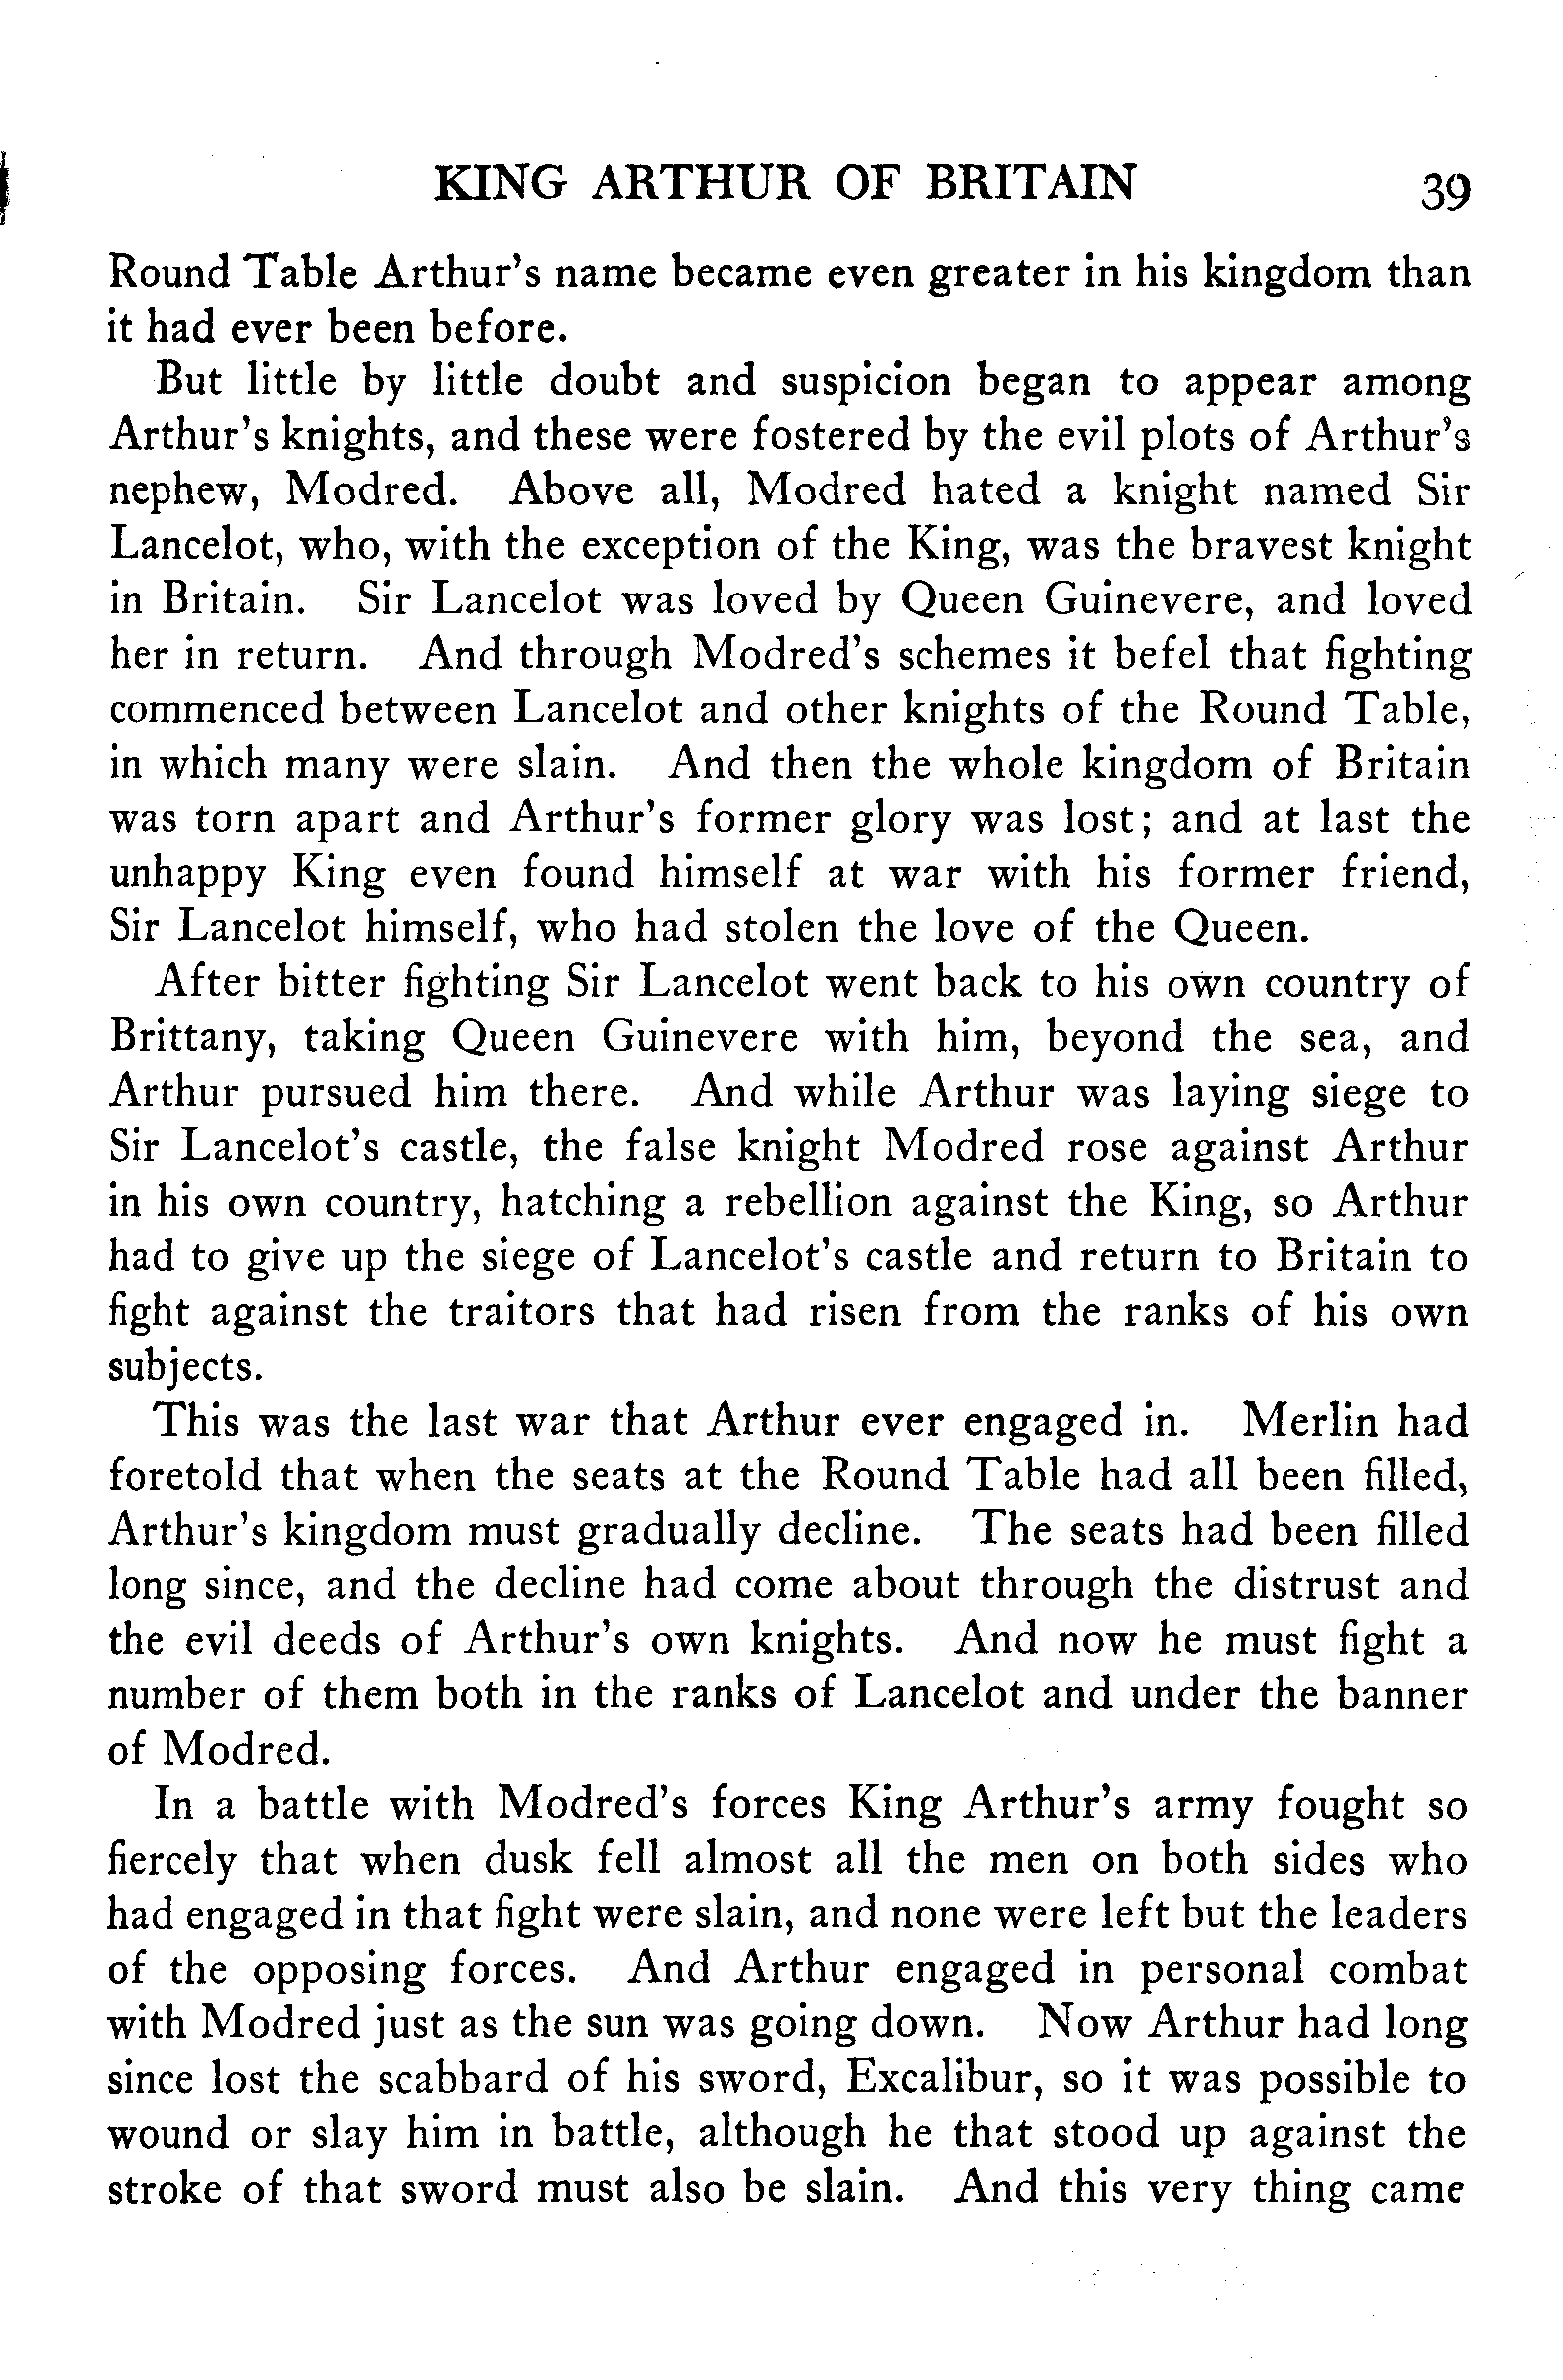 KING ARTHUR OF BRITAIN 39
Round Table Arthur's name became even greater in his kingdom than
it had ever been before.
But little by little doubt and suspicion began to appear among
Arthur's knights, and these were fostered by the evil plots of Arthur's
nephew, Modred. Above all, Modred hated a knight named Sir
Lancelot, who, with the exception of the King, was the bravest knight
in Britain. Sir Lancelot was loved by Queen Guinevere, and loved
her in return. And through Modred's schemes it befel that fighting
commenced between Lancelot and other knights of the Round Table,
in which many were slain. And then the whole kingdom of Britain
was torn apart and Arthur's former glory was lost; and at last the
unhappy King even found himself at war with his former friend,
Sir Lancelot himself, who had stolen the love of the Queen.
After bitter fighting Sir Lancelot went back to his own country of
Brittany, taking Queen Guinevere with him, beyond the sea, and
Arthur pursued him there. And while Arthur was laying siege to
Sir Lancelot's castle, the false knight Modred rose against Arthur
in his own country, hatching a rebellion against the King, so Arthur
had to give up the siege of Lancelot's castle and return to Britain to
fight against the traitors that had risen from the ranks of his own
subjects.
This was the last war that Arthur ever engaged in. Merlin had
foretold that when the seats at the Round Table had all been filled,
Arthur's kingdom must gradually decline. The seats had been filled
long since, and the decline had come about through the distrust and
the evil deeds of Arthur's own knights. And now he must fight a
number of them both in the ranks of Lancelot and under the banner
of Modred.
In a battle with Modred's forces King Arthur's army fought so
fiercely that when dusk fell almost all the men on both sides who
had engaged in that fight were slain, and none were left but the leaders
of the opposing forces. And Arthur engaged in personal combat
with Modred just as the sun was going down. Now Arthur had long
since lost the scabbard of his sword, Excalibur, so it was possible to
wound or slay him in battle, although he that stood up against the
stroke of that sword must also be slain. And this very thing came